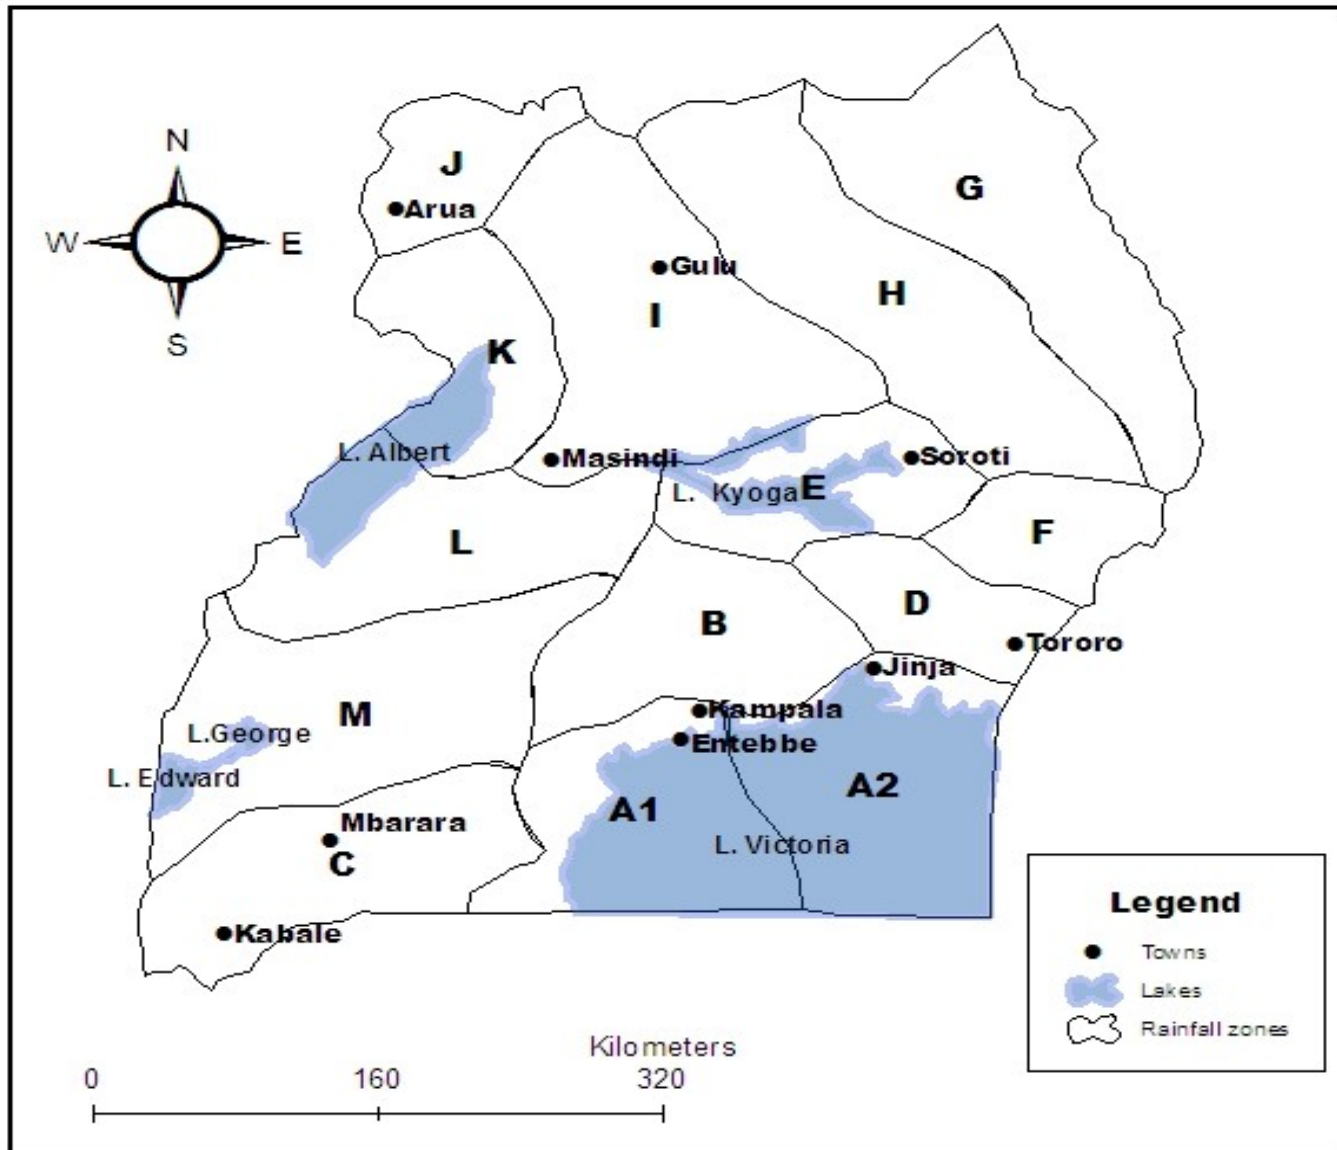 N
W
E
S
J
Arua
G
Gulu
H
I
K
L. Albert
Masindi
Soroti
L. Kyoga
E
L
F
D
B
Tororo
Jinja
M
Kampala
L.George
Entebbe
L. Edward
A2
A1
Mbarara
L. Victoria
C
Kabale
Legend
Towns
Lakes
Rainfall zones
Kilometers
0 160 320